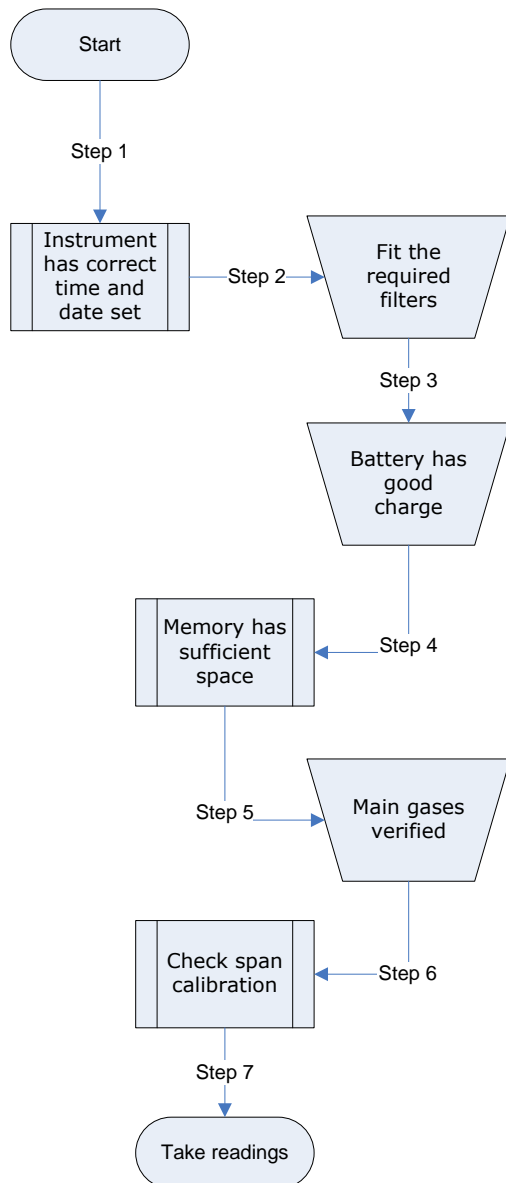 Start
Step 1
Instrument
has correct
time and
date set
Step 2
Fit the
required
filters
Step 3
Battery has
good
charge
Step 4
Memory has
sufficient
space
Step 5
Main gases
verified
Step 6
Check span
calibration
Step 7
Take readings